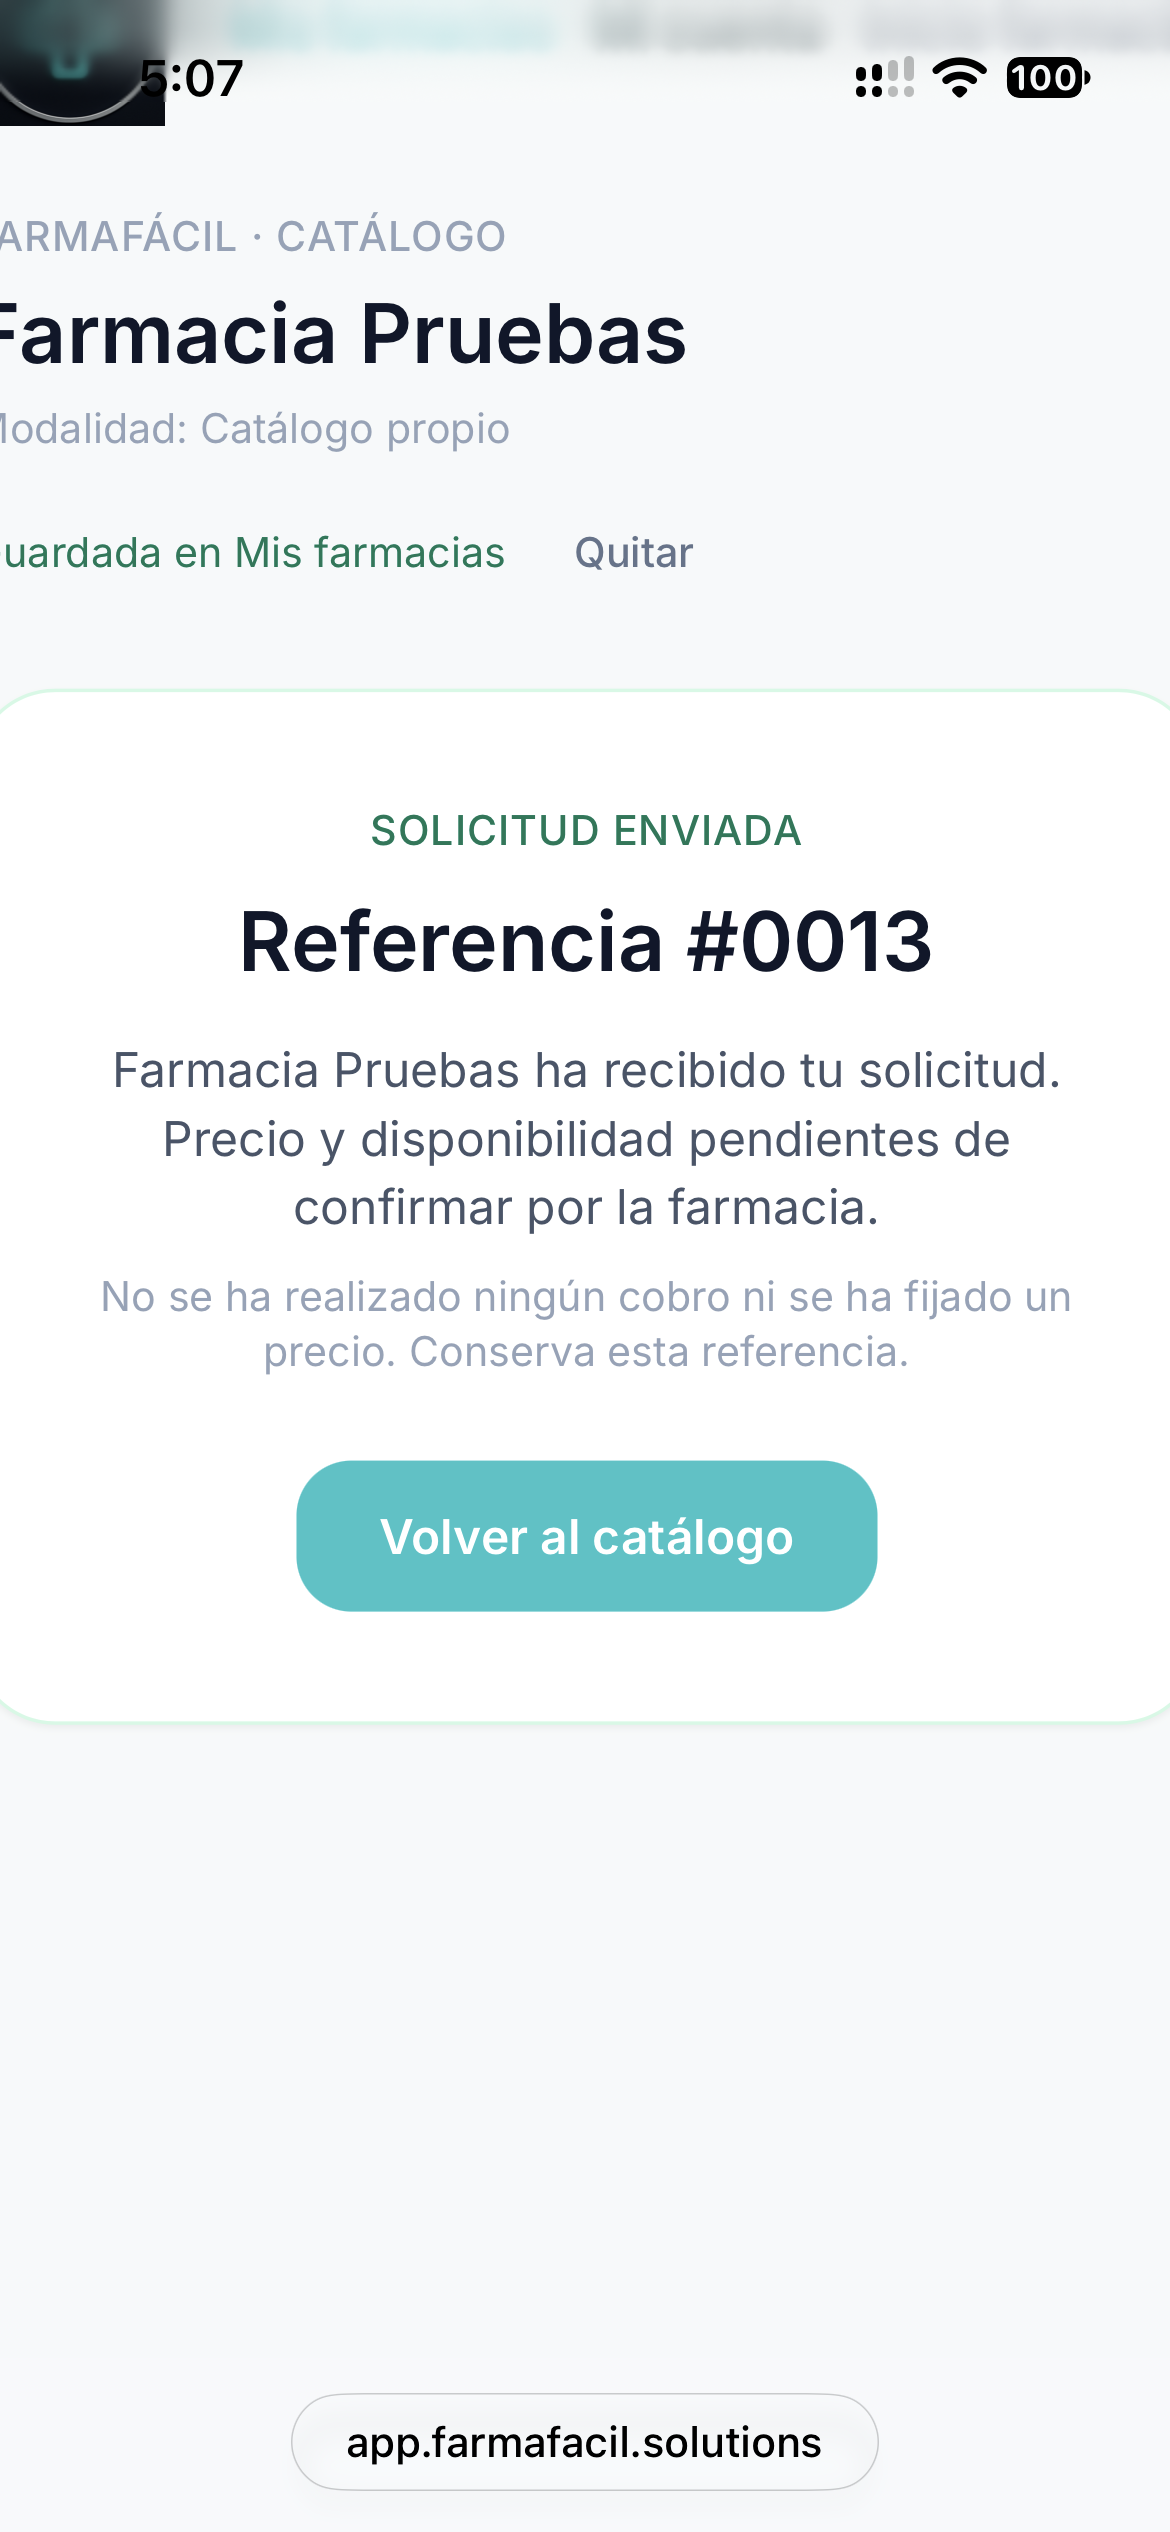 5:07
100
ARMAFÁCIL · CATÁLOGO
Farmacia Pruebas
Modalidad: Catálogo propio
uardada en Mis farmacias Quitar
SOLICITUD ENVIADA
Referencia #0013
Farmacia Pruebas ha recibido tu solicitud.
Precio y disponibilidad pendientes de
confirmar por la farmacia.
No se ha realizado ningún cobro ni se ha fijado un
precio. Conserva esta referencia.
Volver al catálogo
app.farmafacil.solutions